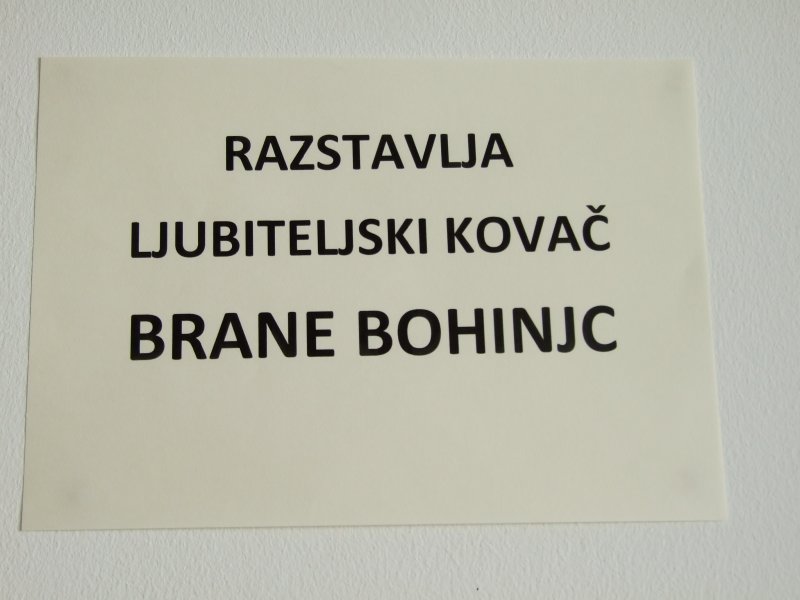 RAZSTAVLJA
LJUBITELJSKI KOVAČ
BRANE BOHINJC